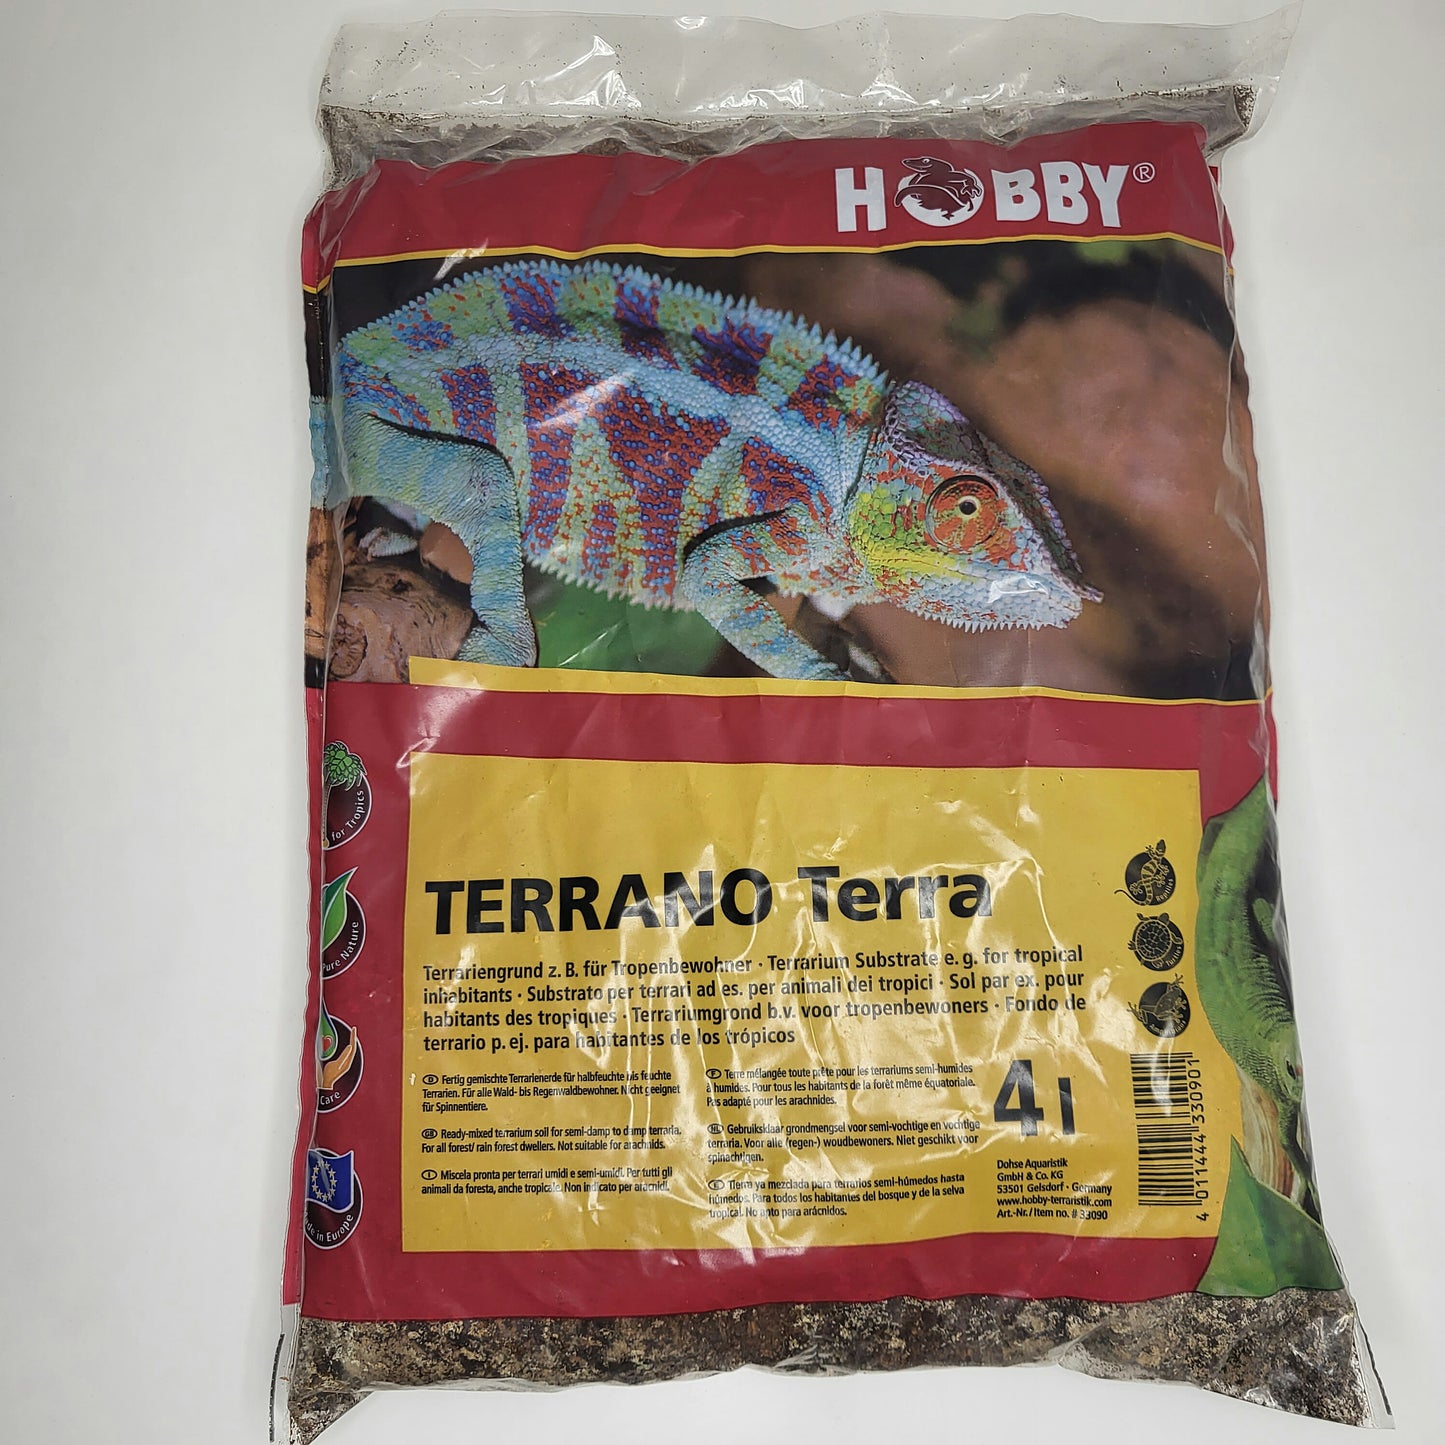 HOBBY®
for Tropics
Pure Nature
Care
Made in Europe
TERRANO Terra
Terrariengrund z. B. für Tropenbewohner · Terrarium Substrate e. g. for tropical
inhabitants · Substrato per terrari ad es. per animali dei tropici · Sol par ex. pour
habitants des tropiques · Terrariumgrond b.v. voor tropenbewoners · Fondo de
terrario p. ej. para habitantes de los trópicos
D Fertig gemischte Terrarienerde für halbfeuchte bis feuchte
Terrarien. Für alle Wald- bis Regenwaldbewohner. Nicht geeignet
für Spinnentiere.
GB Ready-mixed terrarium soil for semi-damp to damp terraria.
For all forest/ rain forest dwellers. Not suitable for arachnids.
I Miscela pronta per terrari umidi e semi-umidi. Per tutti gli
animali da foresta, anche tropicale. Non indicato per aracnidi.
F Terre mélangée toute prête pour les terrariums semi-humides
à humides. Pour tous les habitants de la forêt même équatoriale.
Pas adapté pour les arachnides.
NL Gebruiksklaar grondmengsel voor semi-vochtige en vochtige
terraria. Voor alle (regen-) woudbewoners. Niet geschikt voor
spinachtigen.
E Tierra ya mezclada para terrarios semi-húmedos hasta
húmedos. Para todos los habitantes del bosque y de la selva
tropical. No apto para arácnidos.
4 l
Dohse Aquaristik
GmbH & Co. KG
53501 Gelsdorf · Germany
www.hobby-terraristik.com
Art.-Nr. / Item no. # 33090
Reptiles
Turtles
Amphibians
4 011444 330901